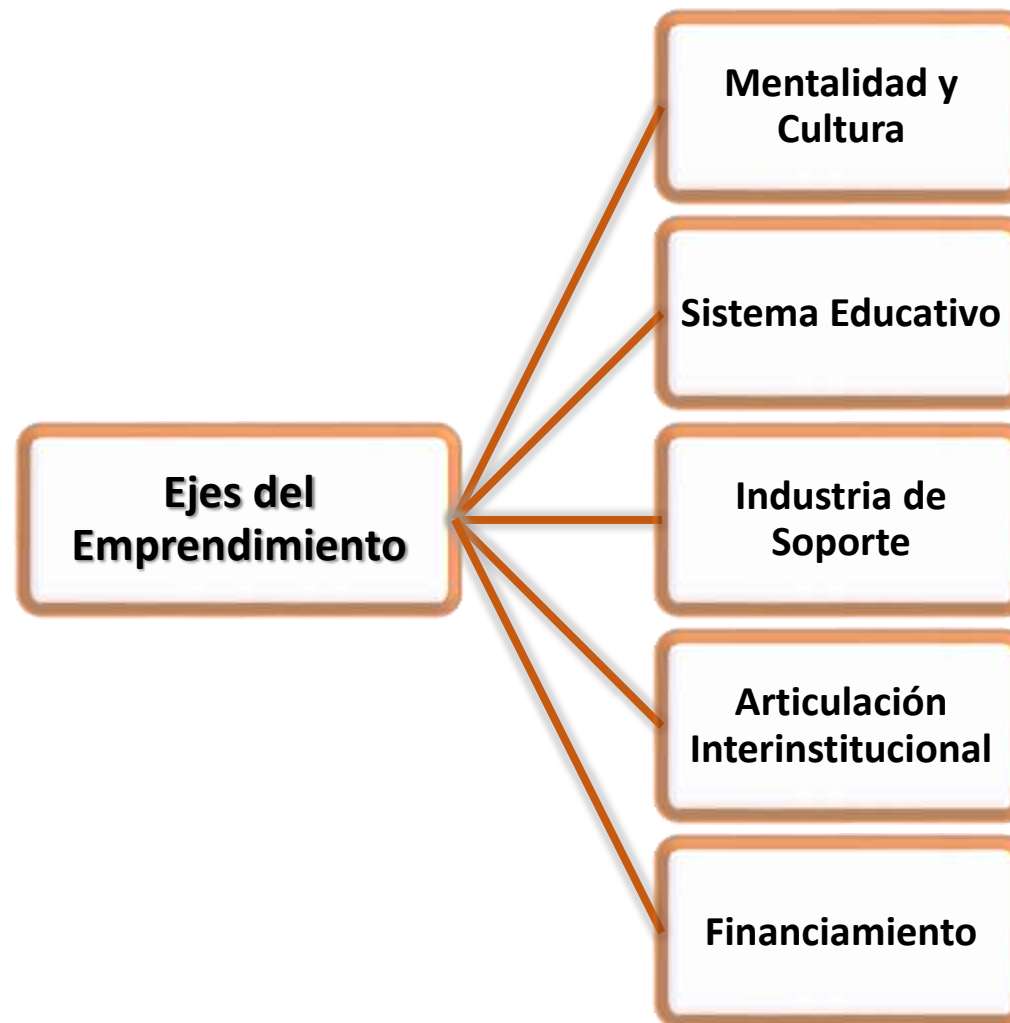 Ejes del
Emprendimiento
Mentalidad y
Cultura
Sistema Educativo
Industria de
Soporte
Articulación
Interinstitucional
Financiamiento